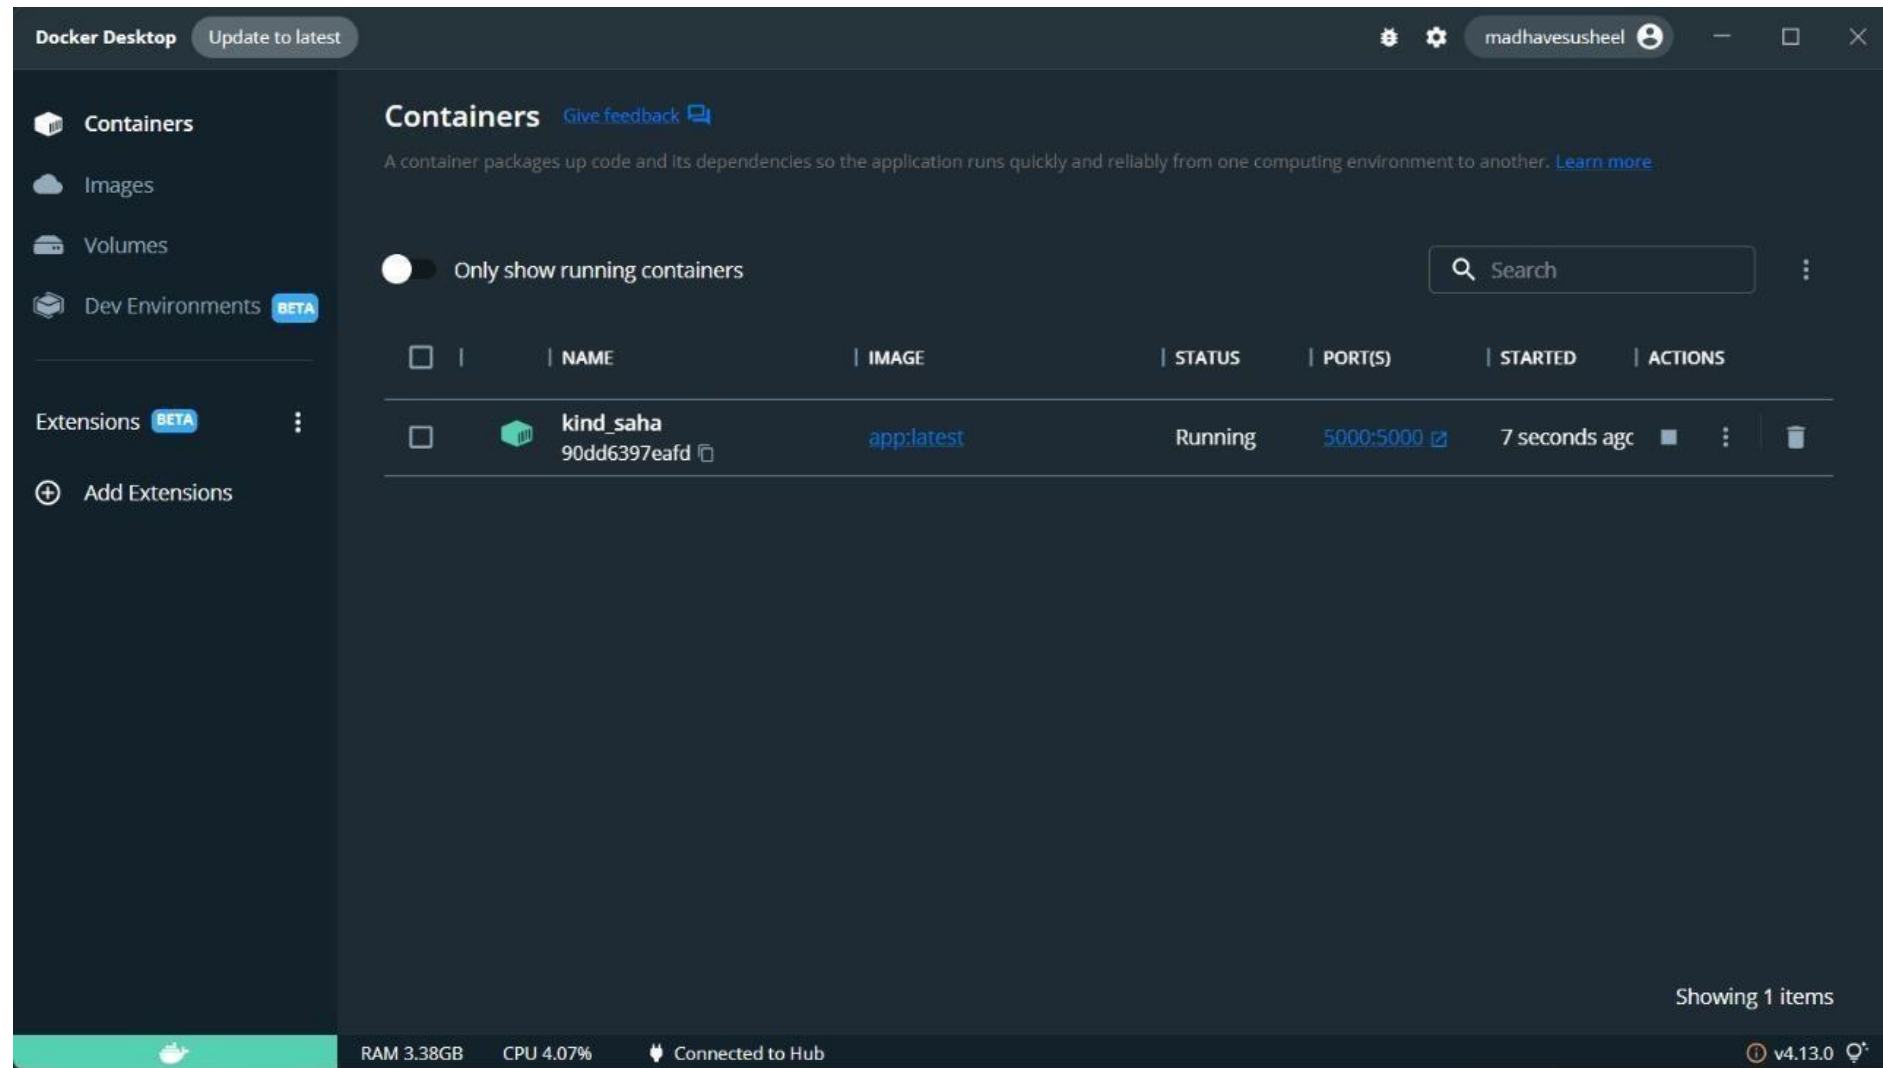 Docker Desktop Update to latest madhavesusheel
Containers
Images
Volumes
Dev Environments BETA
Extensions BETA
Add Extensions
Containers Give feedback
A container packages up code and its dependencies so the application runs quickly and reliably from one computing environment to another. Learn more
Only show running containers Search
NAME IMAGE STATUS PORT(S) STARTED ACTIONS
kind_saha app:latest Running 5000:5000 7 seconds agc
90dd6397eafd
Showing 1 items
RAM 3.38GB CPU 4.07% Connected to Hub v4.13.0